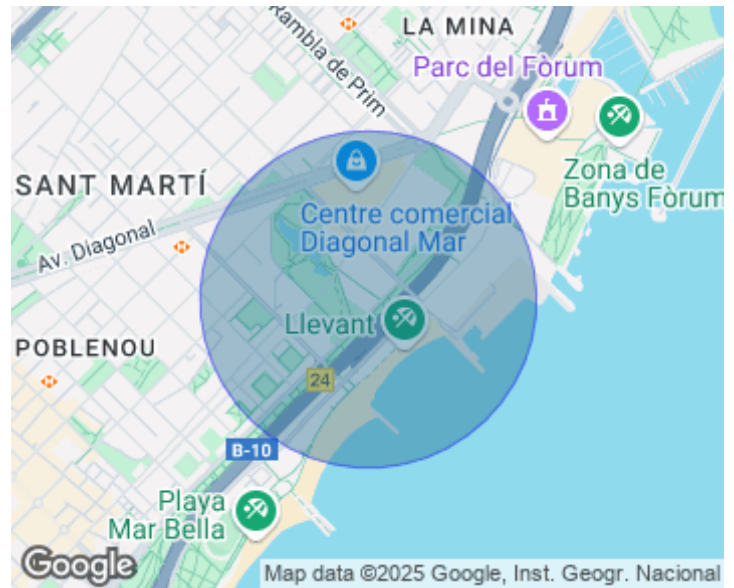 LA MINA
Rambla de Prim
Parc del Fòrum
Zona de
Banys Fòrum
SANT MARTÍ
Centre comercial
Diagonal Mar
Av. Diagonal
Llevant
POBLENOU
24
B-10
Playa
Mar Bella
Google
Map data ©2025 Google, Inst. Geogr. Nacional